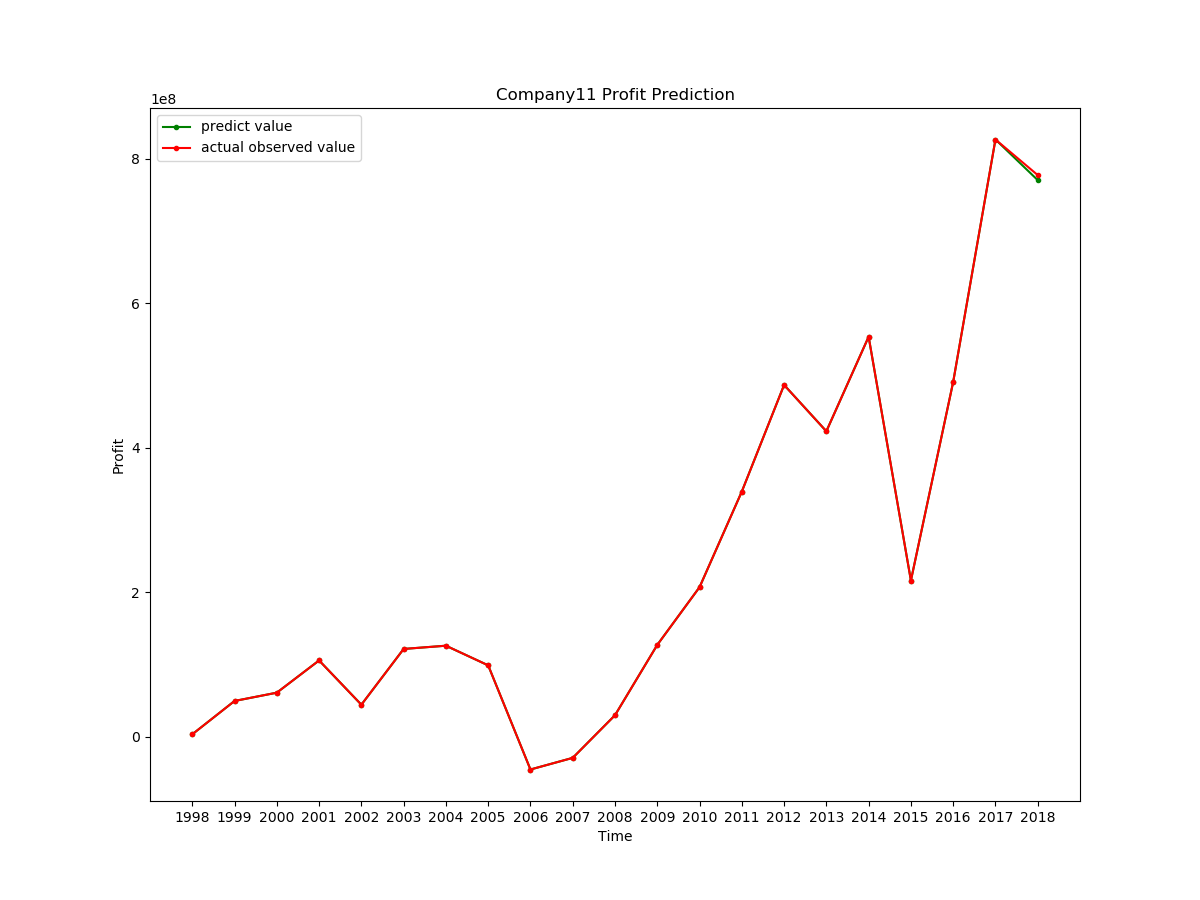 Company11 Profit Prediction
1e8
predict value
actual observed value
8
6
4
2
0
Profit
1998 1999 2000 2001 2002 2003 2004 2005 2006 2007 2008 2009 2010 2011 2012 2013 2014 2015 2016 2017 2018
Time